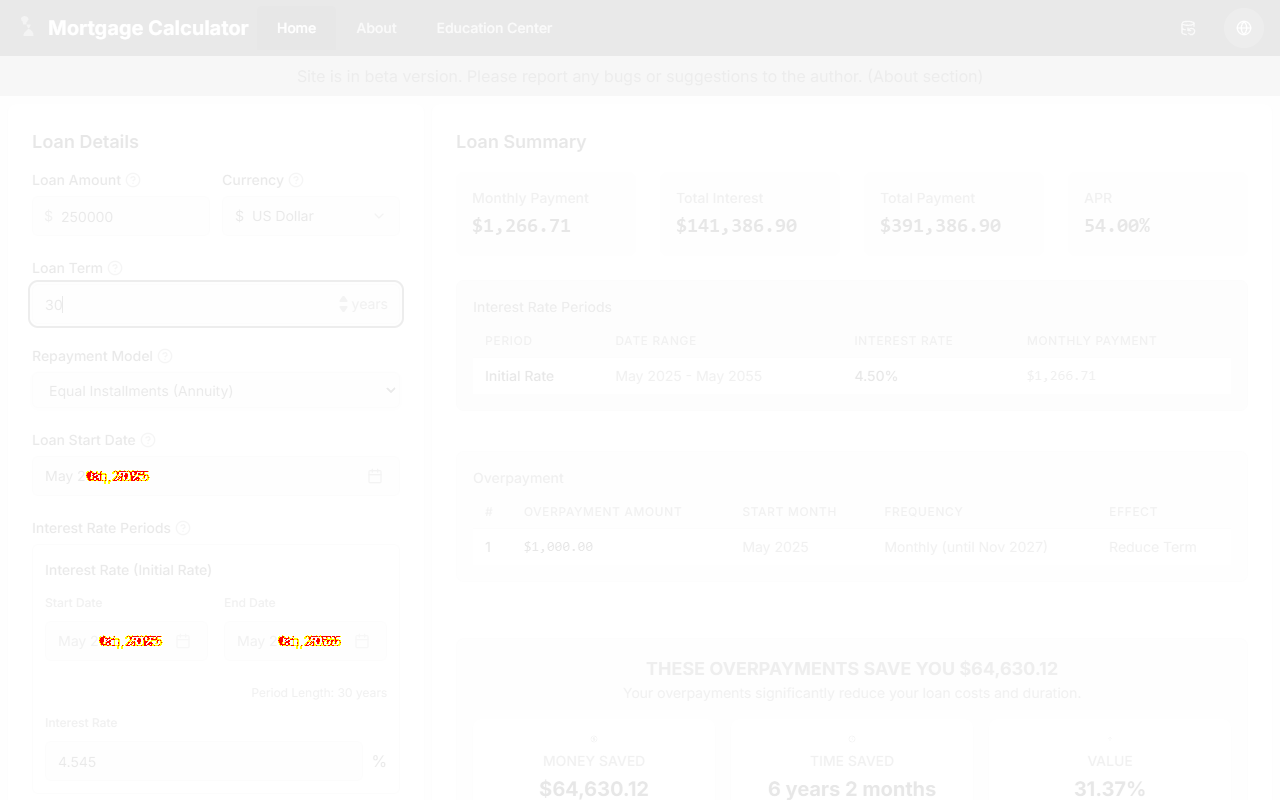 Mortgage Calculator
Home
About
Education Center
Site is in beta version. Please report any bugs or suggestions to the author. (About section)
Loan Details
Loan Amount ?
Currency ?
$ 250000
$ US Dollar
Loan Term ?
30
years
Repayment Model ?
Equal Installments (Annuity)
Loan Start Date ?
May
Interest Rate Periods ?
Interest Rate (Initial Rate)
Start Date
End Date
May
May
Period Length: 30 years
Interest Rate
4.545
%
Loan Summary
Monthly Payment
$1,266.71
Total Interest
$141,386.90
Total Payment
$391,386.90
APR
54.00%
Interest Rate Periods
PERIOD DATE RANGE INTEREST RATE MONTHLY PAYMENT
Initial Rate May 2025 - May 2055 4.50% $1,266.71
Overpayment
# OVERPAYMENT AMOUNT START MONTH FREQUENCY EFFECT
1 $1,000.00 May 2025 Monthly (until Nov 2027) Reduce Term
THESE OVERPAYMENTS SAVE YOU $64,630.12
Your overpayments significantly reduce your loan costs and duration.
MONEY SAVED
$64,630.12
TIME SAVED
6 years 2 months
VALUE
31.37%